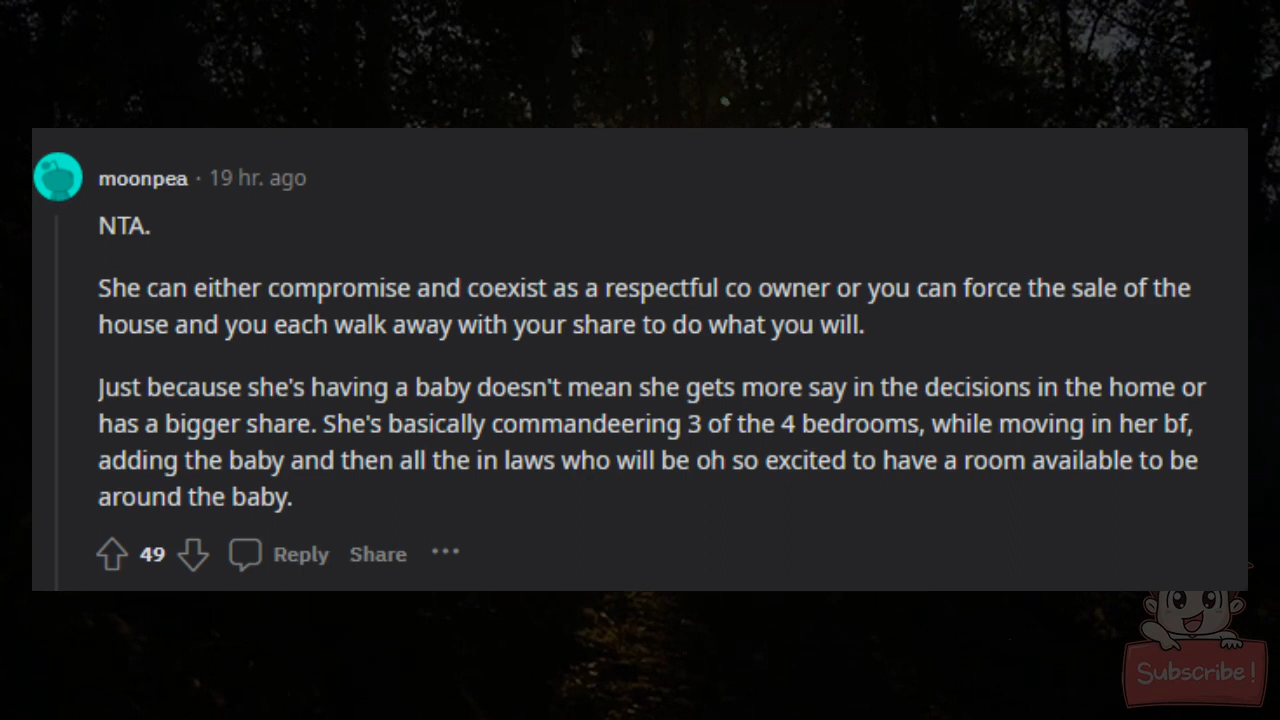 moonpea · 19 hr. ago
NTA.
She can either compromise and coexist as a respectful co owner or you can force the sale of the
house and you each walk away with your share to do what you will.
Just because she's having a baby doesn't mean she gets more say in the decisions in the home or
has a bigger share. She's basically commandeering 3 of the 4 bedrooms, while moving in her bf,
adding the baby and then all the in laws who will be oh so excited to have a room available to be
around the baby.
49 Reply Share ···
Subscribe!